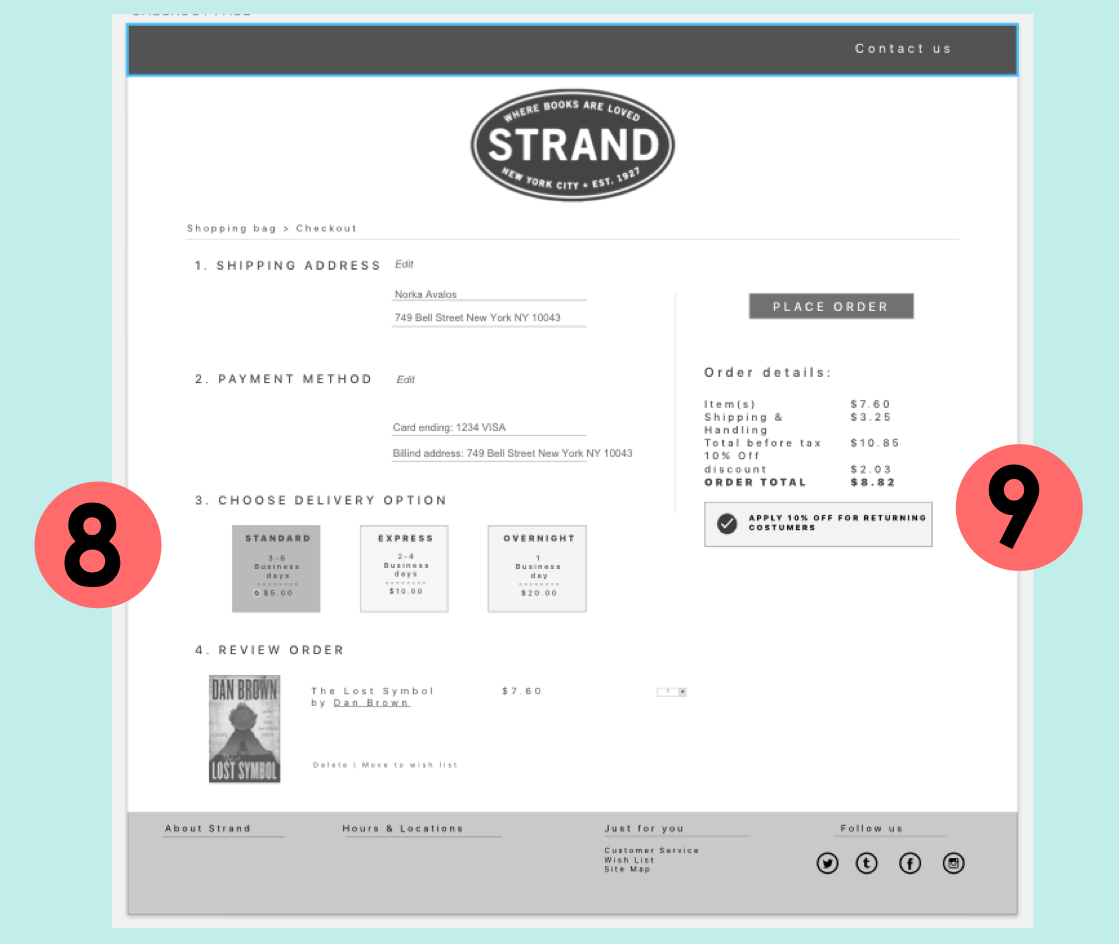 Contact us
WHERE BOOKS ARE LOVED
STRAND
NEW YORK CITY • EST. 1927
Shopping bag > Checkout
1. SHIPPING ADDRESS Edit
Norka Avalos
749 Bell Street New York NY 10043
2. PAYMENT METHOD Edit
Card ending: 1234 VISA
Billind address: 749 Bell Street New York NY 10043
PLACE ORDER
Order details:
Item(s) $7.60
Shipping & $3.25
Handling
Total before tax $10.85
10% Off
discount $2.03
ORDER TOTAL $8.82
APPLY 10% OFF FOR RETURNING
COSTUMERS
8
9
3. CHOOSE DELIVERY OPTION
STANDARD
3-6
Business
days
--------
$5.00
EXPRESS
2-4
Business
days
--------
$10.00
OVERNIGHT
1
Business
day
--------
$20.00
4. REVIEW ORDER
DAN BROWN
LOST SYMBOL
The Lost Symbol $7.60 1
by Dan Brown
Delete | Move to wish list
About Strand
Hours & Locations
Just for you
Customer Service
Wish List
Site Map
Follow us